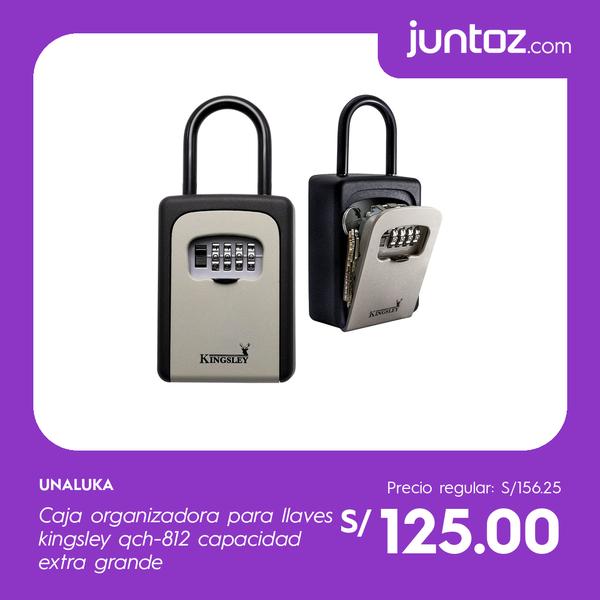 juntoz.com
KINGSLEY
KINGSLEY
UNALUKA
Caja organizadora para llaves
kingsley qch-812 capacidad
extra grande
Precio regular: S/156.25
S/125.00